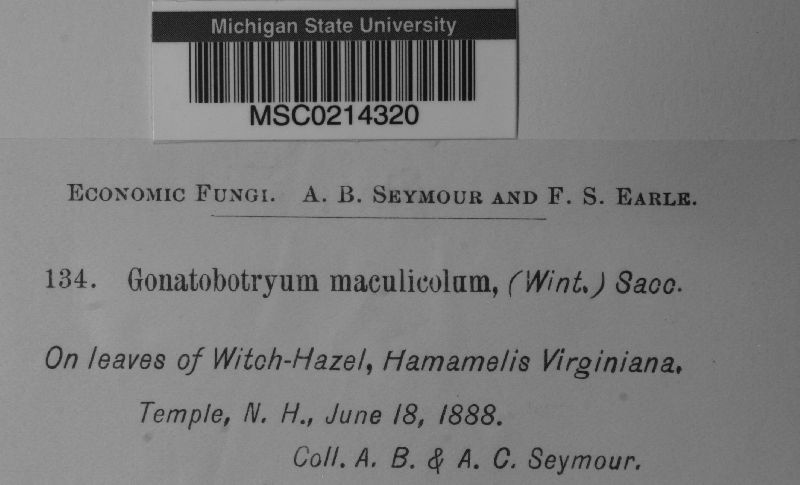 Michigan State University
MSC0214320
Economic Fungi. A. B. Seymour and F. S. Earle.
134. Gonatobotryum maculicolum, (Wint.) Sacc.
On leaves of Witch-Hazel, Hamamelis Virginiana.
Temple, N. H., June 18, 1888.
Coll. A. B. & A. C. Seymour.